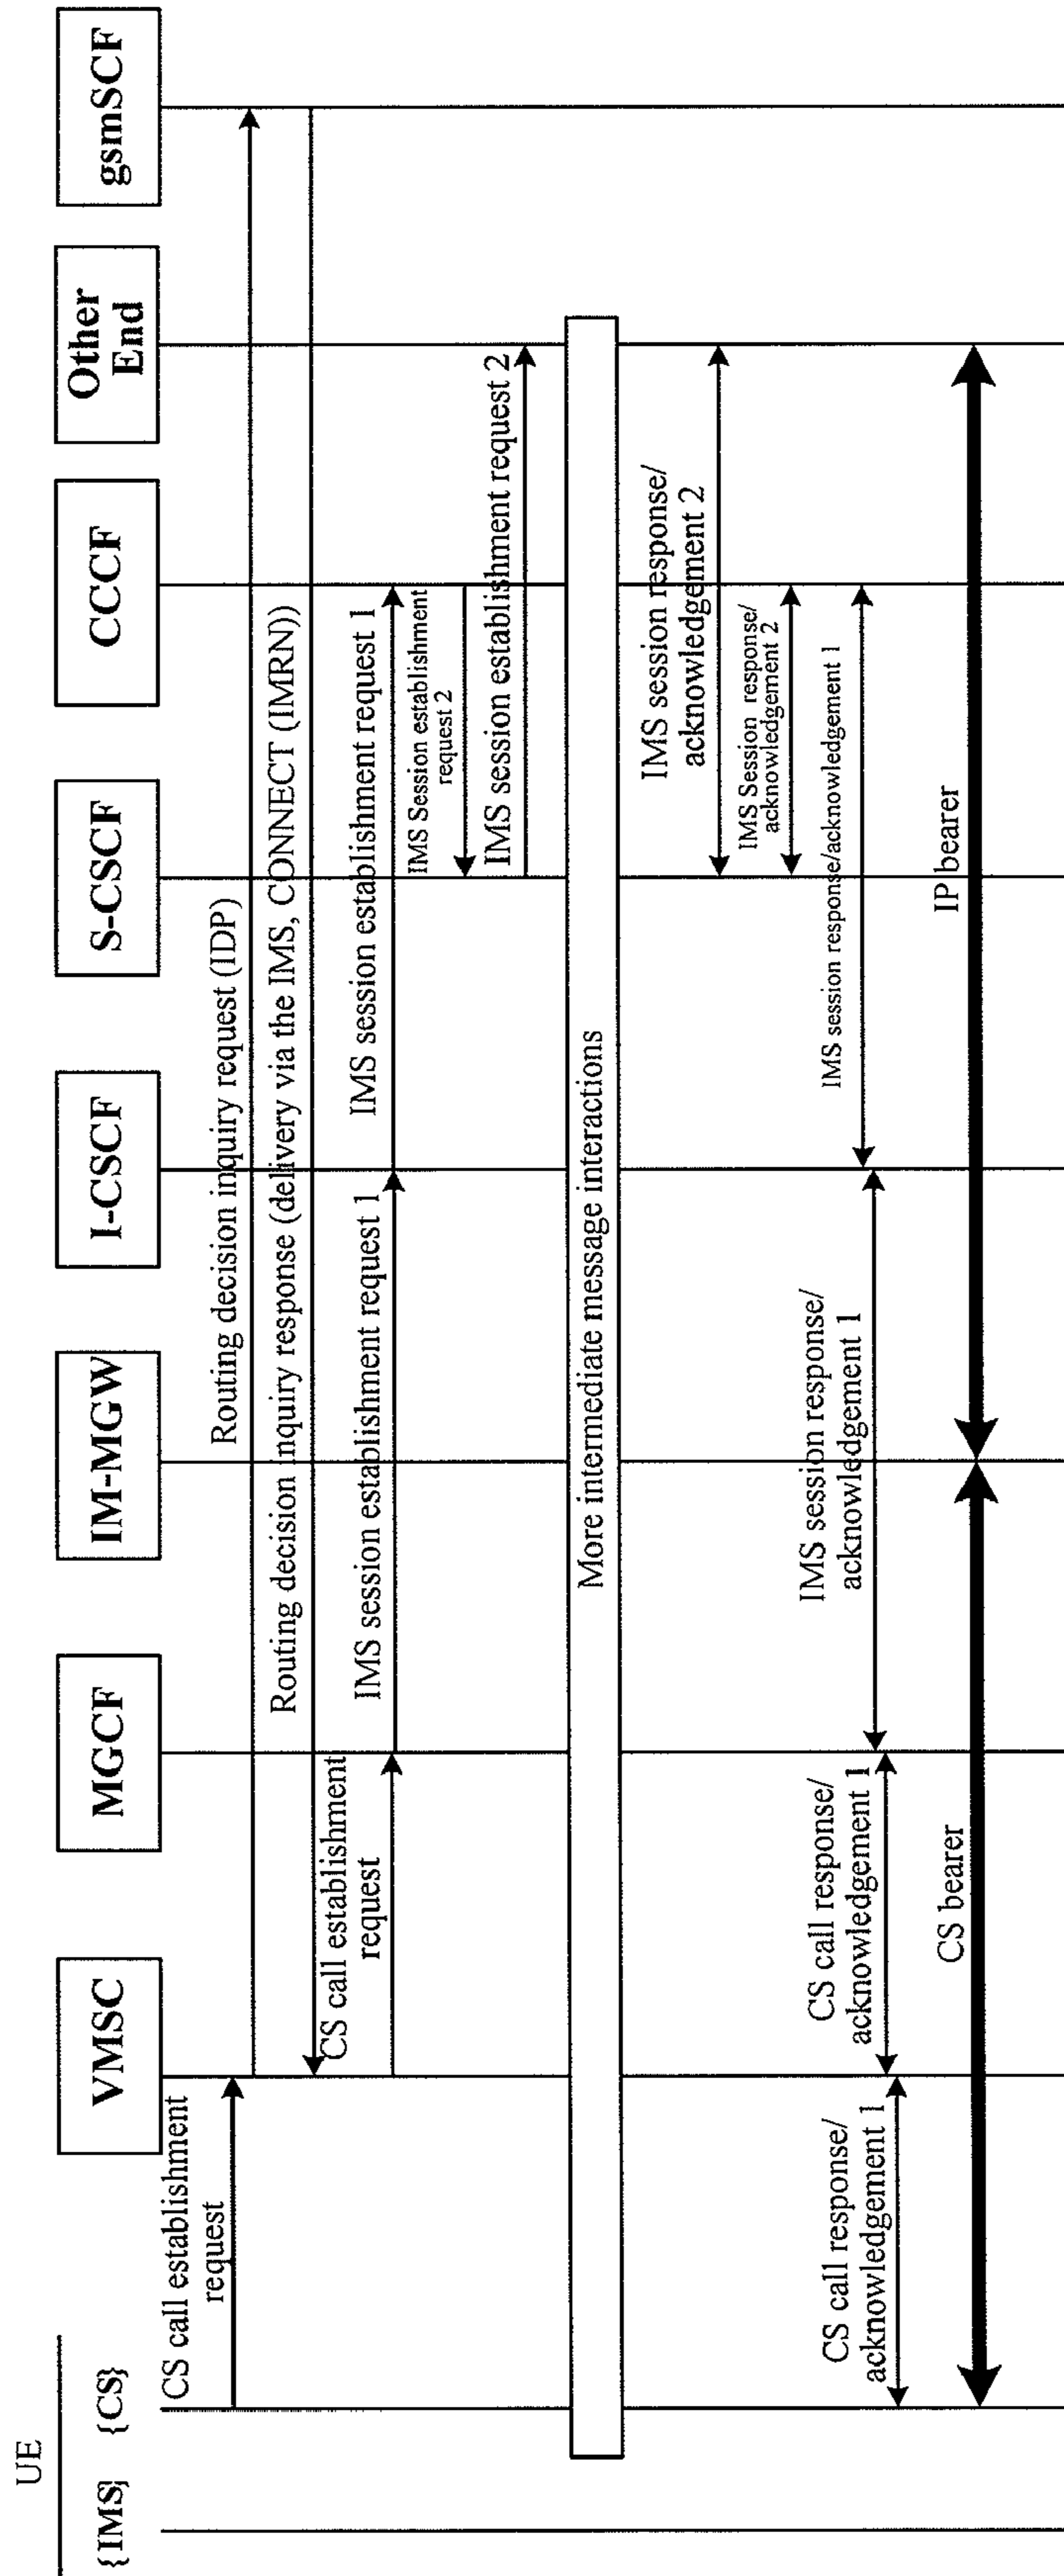 UE
{IMS}
{CS}
VMSC
MGCF
IM-MGW
I-CSCF
S-CSCF
CCCF
Other
End
gsmSCF
CS call establishment
request
Routing decision inquiry request (IDP)
Routing decision inquiry response (delivery via the IMS, CONNECT (IMRN))
CS call establishment
request
IMS session establishment request 1
IMS session establishment request 1
IMS Session establishment
request 2
IMS session establishment request 2
More intermediate message interactions
IMS session response/
acknowledgement 2
IMS Session response/
acknowledgement 2
IMS session response/acknowledgement 1
IMS session response/
acknowledgement 1
CS call response/
acknowledgement 1
CS call response/
acknowledgement 1
CS bearer
IP bearer